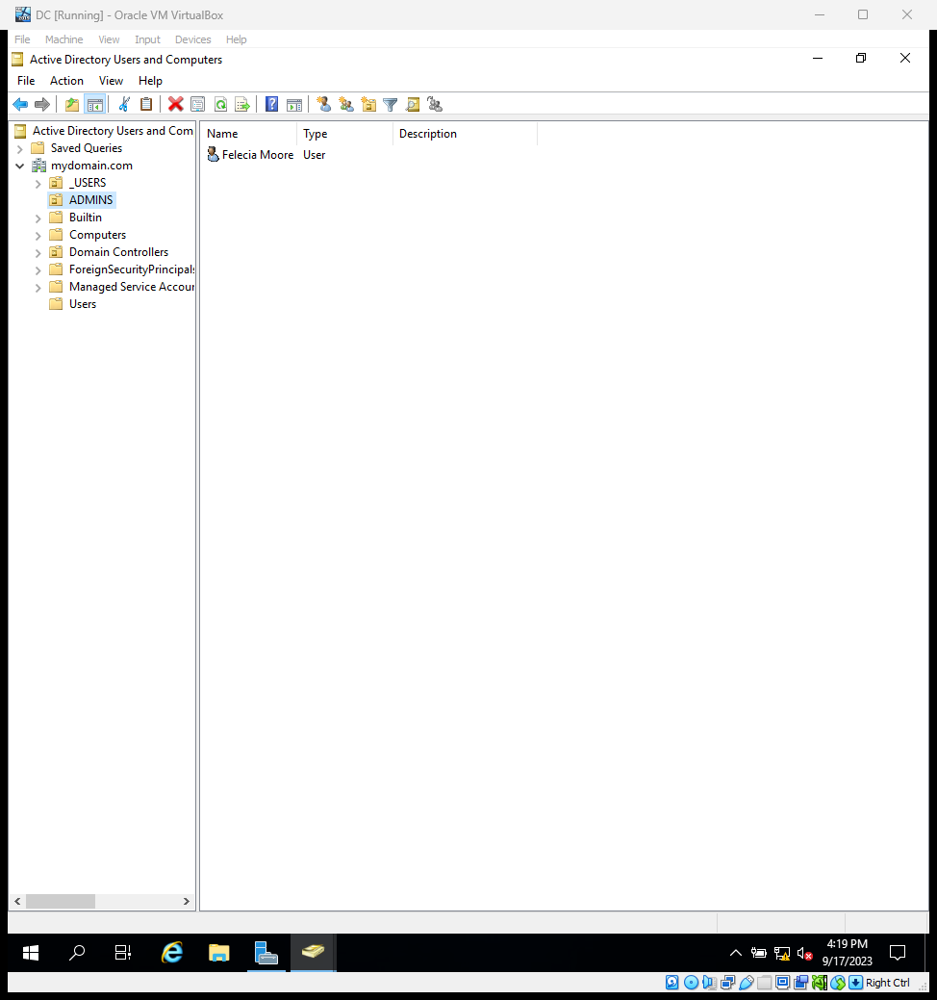 DC [Running] - Oracle VM VirtualBox
File Machine View Input Devices Help
Active Directory Users and Computers
File Action View Help
Active Directory Users and Com
Saved Queries
mydomain.com
_USERS
ADMINS
Builtin
Computers
Domain Controllers
ForeignSecurityPrincipals
Managed Service Accour
Users
Name Type Description
Felecia Moore User
4:19 PM
9/17/2023
Right Ctrl